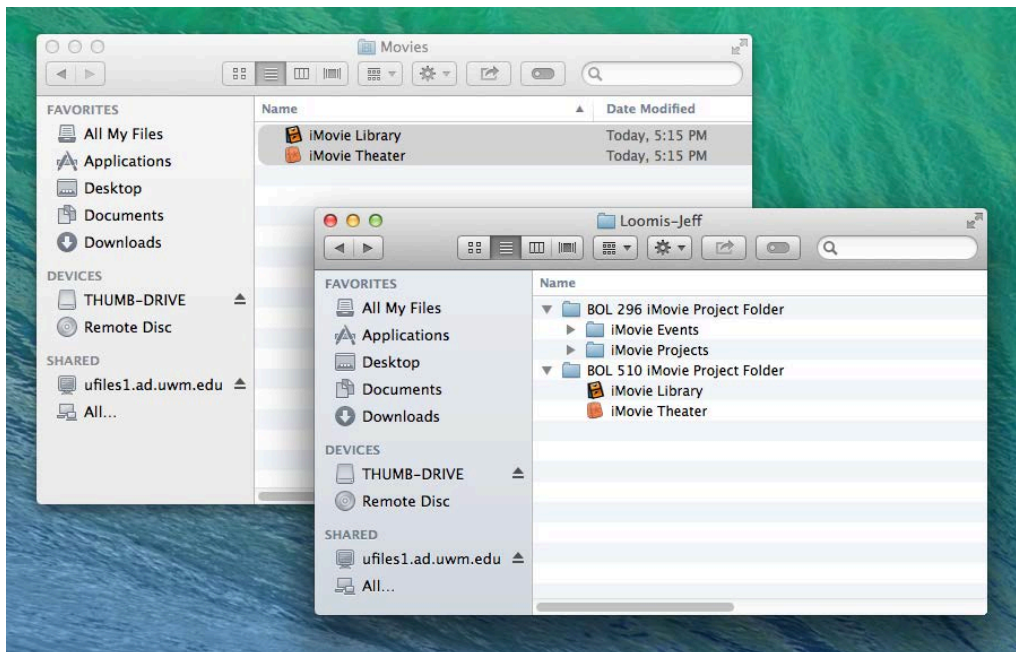 Movies
FAVORITES
All My Files
Applications
Desktop
Documents
Downloads
DEVICES
THUMB-DRIVE
Remote Disc
SHARED
ufiles1.ad.uwm.edu
All...
Name Date Modified
iMovie Library Today, 5:15 PM
iMovie Theater Today, 5:15 PM
Loomis-Jeff
FAVORITES
All My Files
Applications
Desktop
Documents
Downloads
DEVICES
THUMB-DRIVE
Remote Disc
SHARED
ufiles1.ad.uwm.edu
All...
Name
BOL 296 iMovie Project Folder
iMovie Events
iMovie Projects
BOL 510 iMovie Project Folder
iMovie Library
iMovie Theater